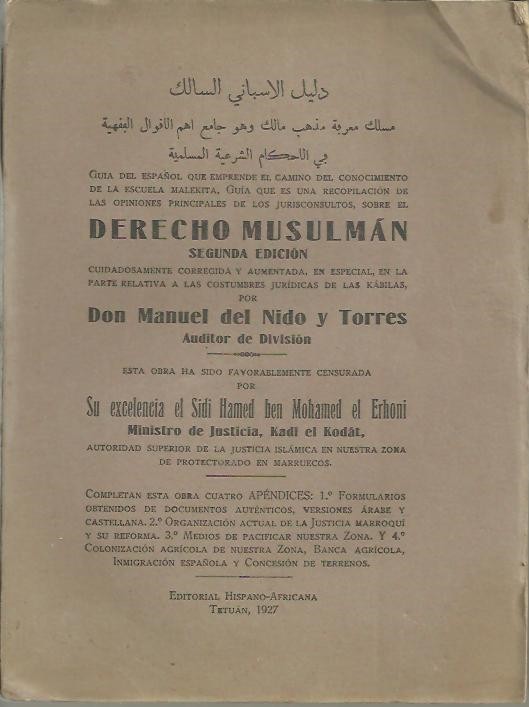 دليل الاسباني السالك
مسلك معرفة مذهب مالك وهو جامع اهم الاقوال الفقهية
في الاحكام الشرعية المسلمية
GUIA DEL ESPAÑOL QUE EMPRENDE EL CAMINO DEL CONOCIMIENTO
DE LA ESCUELA MALEKITA, GUÍA QUE ES UNA RECOPILACIÓN DE
LAS OPINIONES PRINCIPALES DE LOS JURISCONSULTOS, SOBRE EL
DERECHO MUSULMÁN
SEGUNDA EDICIÓN
CUIDADOSAMENTE CORREGIDA Y AUMENTADA, EN ESPECIAL, EN LA
PARTE RELATIVA A LAS COSTUMBRES JURÍDICAS DE LAS KÁBILAS,
POR
Don Manuel del Nido y Torres
Auditor de División
ESTA OBRA HA SIDO FAVORABLEMENTE CENSURADA
POR
Su excelencia el Sidi Hamed ben Mohamed el Erhoni
Ministro de Justicia, Kadi el Kodát,
AUTORIDAD SUPERIOR DE LA JUSTICIA ISLÁMICA EN NUESTRA ZONA
DE PROTECTORADO EN MARRUECOS.
COMPLETAN ESTA OBRA CUATRO APÉNDICES: 1.º FORMULARIOS
OBTENIDOS DE DOCUMENTOS AUTÉNTICOS, VERSIONES ÁRABE Y
CASTELLANA. 2.º ORGANIZACIÓN ACTUAL DE LA JUSTICIA MARROQUÍ
Y SU REFORMA. 3.º MEDIOS DE PACIFICAR NUESTRA ZONA. Y 4.º
COLONIZACIÓN AGRÍCOLA DE NUESTRA ZONA, BANCA AGRÍCOLA,
INMIGRACIÓN ESPAÑOLA Y CONCESIÓN DE TERRENOS.
EDITORIAL HISPANO-AFRICANA
TETUÁN, 1927